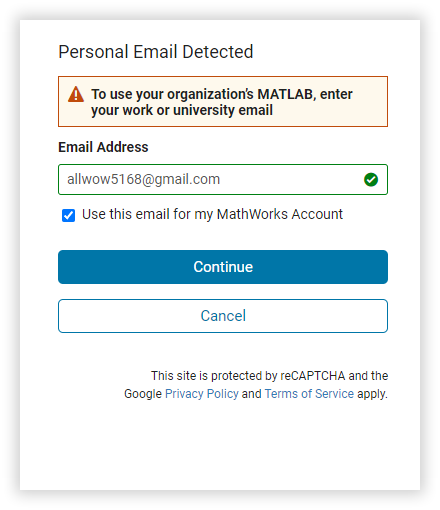 Personal Email Detected
To use your organization's MATLAB, enter
your work or university email
Email Address
allwow5168@gmail.com
Use this email for my MathWorks Account
Continue
Cancel
This site is protected by reCAPTCHA and the
Google Privacy Policy and Terms of Service apply.